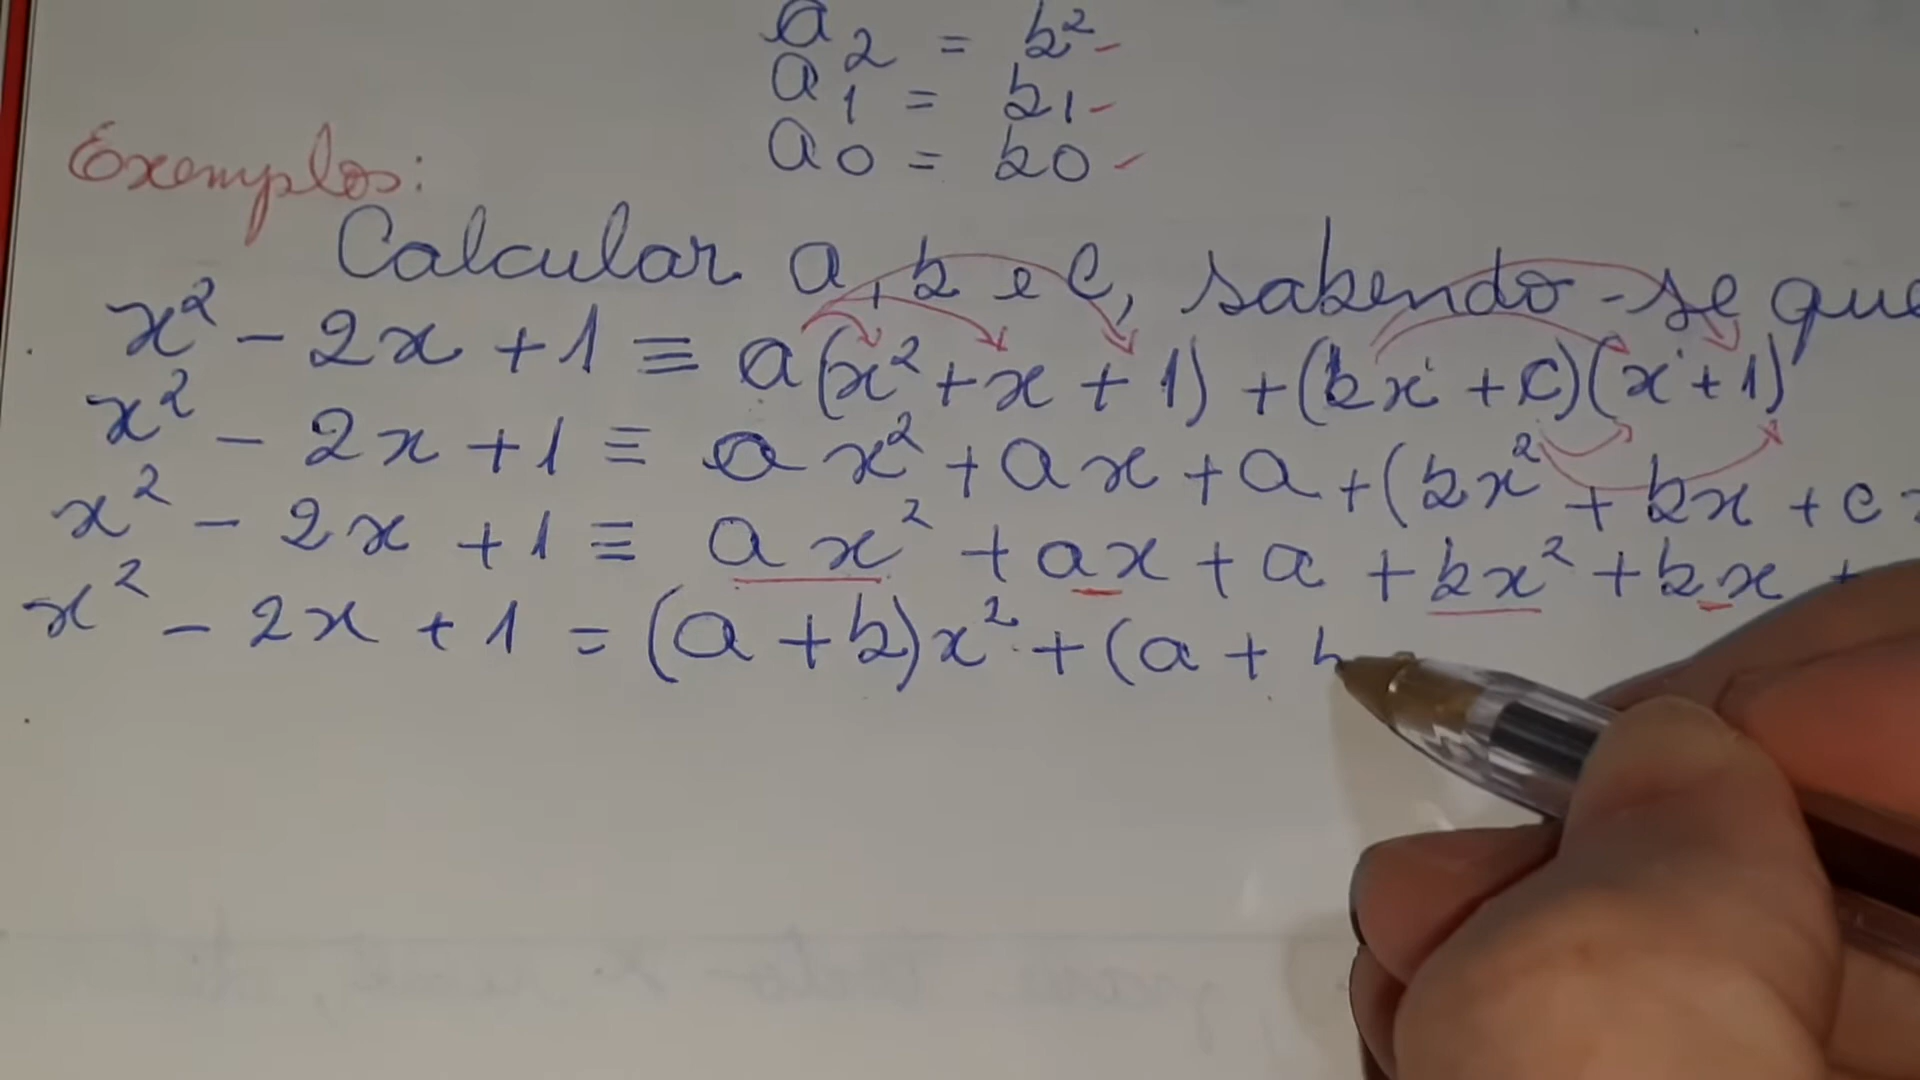 a₂ = b²
a₁ = b1
a0 = b0
Exemplos:
Calcular a, b e c, sabendo-se que
x² - 2x + 1 ≡ a(x² + x + 1) + (bx + c)(x + 1)
x² - 2x + 1 ≡ ax² + ax + a + (bx² + bx + c
x² - 2x + 1 ≡ ax² + ax + a + bx² + bx +
x² - 2x + 1 = (a + b)x² + (a +